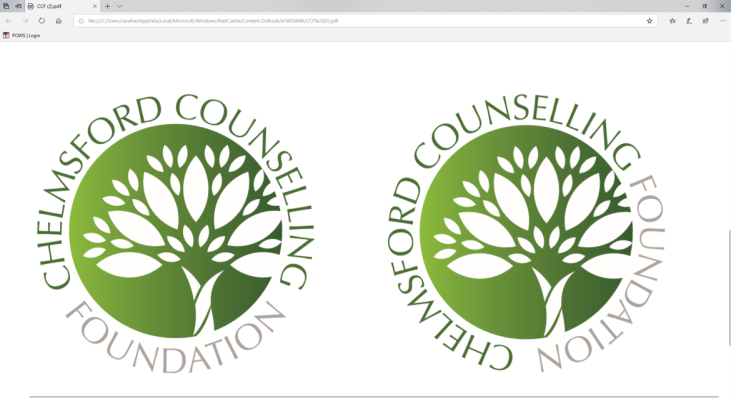 CCF (2).pdf
PCMIS | Login
CHELMSFORD COUNSELLING
FOUNDATION
CHELMSFORD COUNSELLING
FOUNDATION